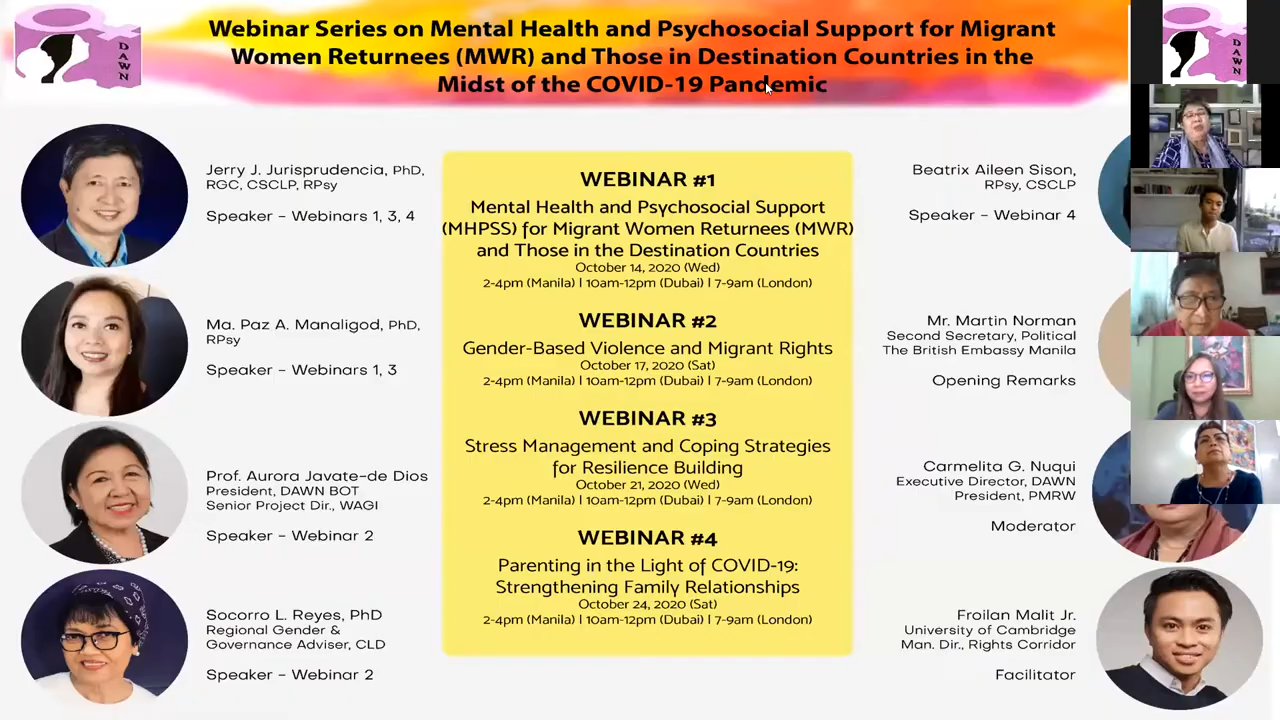 Webinar Series on Mental Health and Psychosocial Support for Migrant
Women Returnees (MWR) and Those in Destination Countries in the
Midst of the COVID-19 Pandemic
DAWN
DAWN
Jerry J. Jurisprudencia, PhD,
RGC, CSCLP, RPsy
Speaker – Webinars 1, 3, 4
Ma. Paz A. Manaligod, PhD,
RPsy
Speaker – Webinars 1, 3
Prof. Aurora Javate-de Dios
President, DAWN BOT
Senior Project Dir., WAGI
Speaker – Webinar 2
Socorro L. Reyes, PhD
Regional Gender &
Governance Adviser, CLD
Speaker – Webinar 2
WEBINAR #1
Mental Health and Psychosocial Support
(MHPSS) for Migrant Women Returnees (MWR)
and Those in the Destination Countries
October 14, 2020 (Wed)
2-4pm (Manila) | 10am-12pm (Dubai) | 7-9am (London)
WEBINAR #2
Gender-Based Violence and Migrant Rights
October 17, 2020 (Sat)
2-4pm (Manila) | 10am-12pm (Dubai) | 7-9am (London)
WEBINAR #3
Stress Management and Coping Strategies
for Resilience Building
October 21, 2020 (Wed)
2-4pm (Manila) | 10am-12pm (Dubai) | 7-9am (London)
WEBINAR #4
Parenting in the Light of COVID-19:
Strengthening Family Relationships
October 24, 2020 (Sat)
2-4pm (Manila) | 10am-12pm (Dubai) | 7-9am (London)
Beatrix Aileen Sison,
RPsy, CSCLP
Speaker – Webinar 4
Mr. Martin Norman
Second Secretary, Political
The British Embassy Manila
Opening Remarks
Carmelita G. Nuqui
Executive Director, DAWN
President, PMRW
Moderator
Froilan Malit Jr.
University of Cambridge
Man. Dir., Rights Corridor
Facilitator